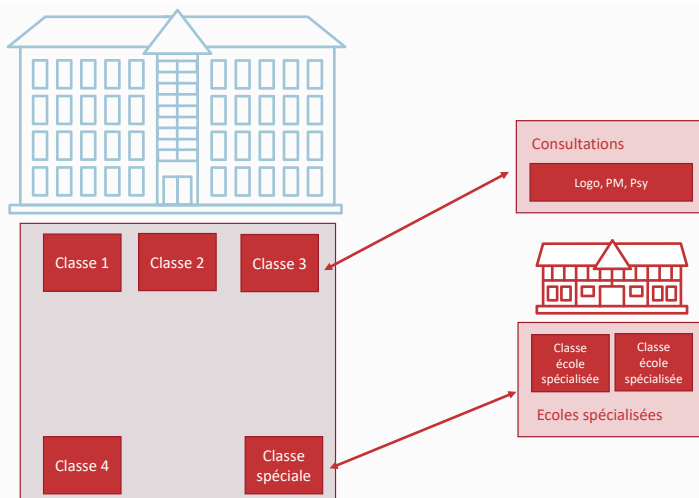 Consultations
Logo, PM, Psy
Classe 1
Classe 2
Classe 3
Classe
école
spécialisée
Classe
école
spécialisée
Ecoles spécialisées
Classe 4
Classe
spéciale